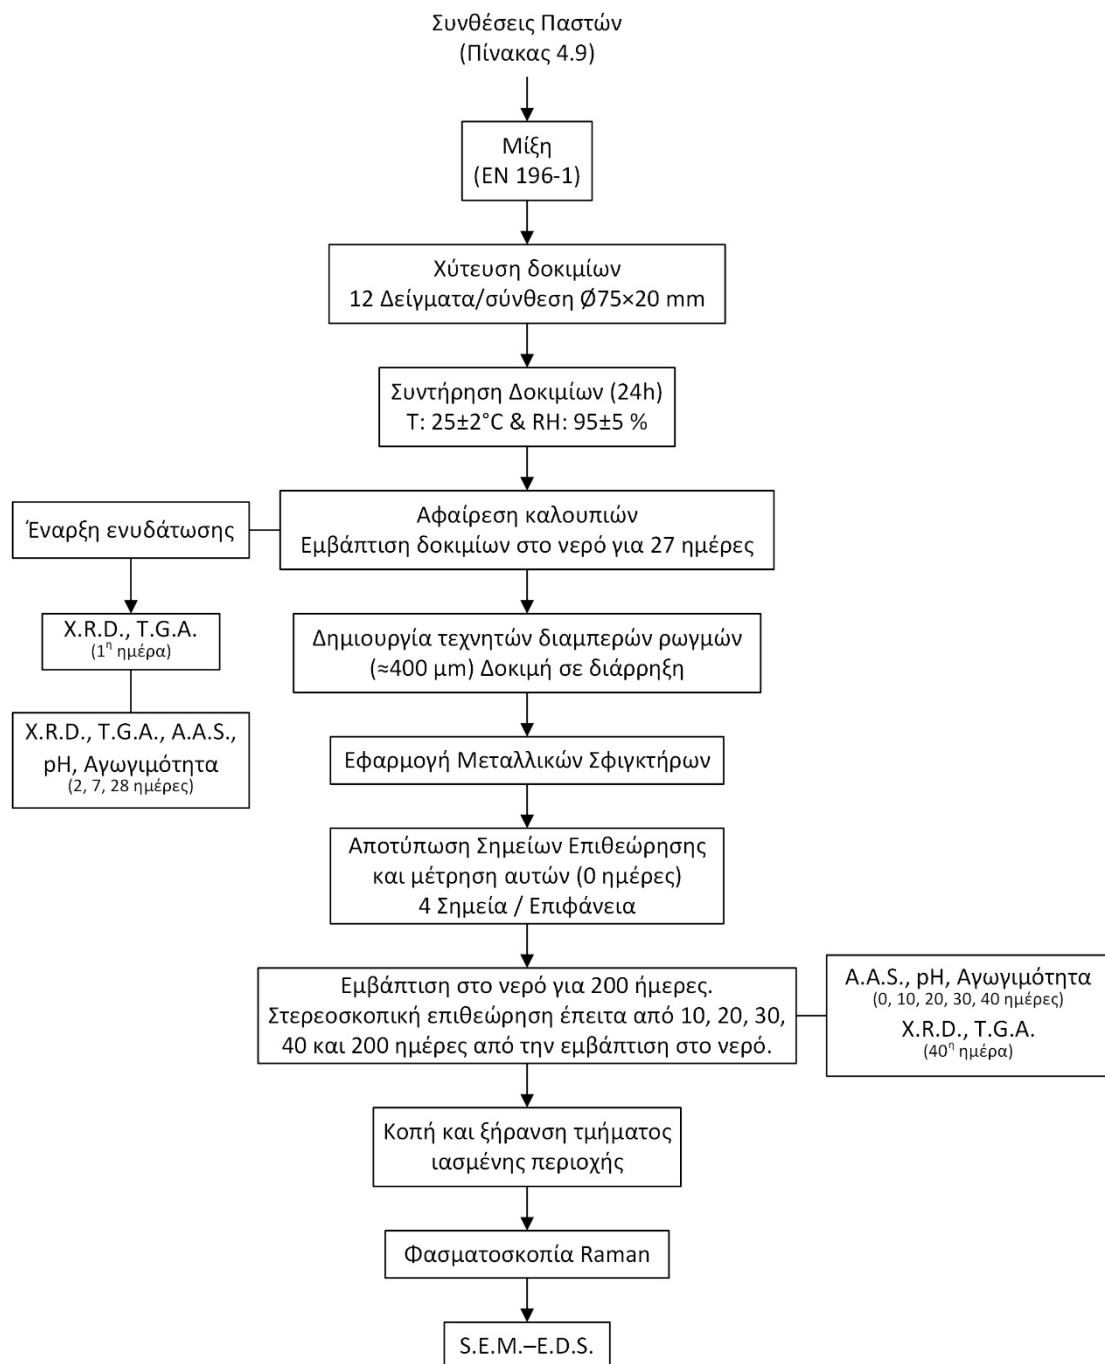 Συνθέσεις Παστών
(Πίνακας 4.9)
Μίξη
(EN 196-1)
Χύτευση δοκιμίων
12 Δείγματα/σύνθεση Ø75×20 mm
Συντήρηση Δοκιμίων (24h)
T: 25±2°C & RH: 95±5 %
Έναρξη ενυδάτωσης
Αφαίρεση καλουπιών
Εμβάπτιση δοκιμίων στο νερό για 27 ημέρες
X.R.D., T.G.A.
(1η ημέρα)
X.R.D., T.G.A., A.A.S.,
pH, Αγωγιμότητα
(2, 7, 28 ημέρες)
Δημιουργία τεχνητών διαμπερών ρωγμών
(≈400 μm) Δοκιμή σε διάρρηξη
Εφαρμογή Μεταλλικών Σφιγκτήρων
Αποτύπωση Σημείων Επιθεώρησης
και μέτρηση αυτών (0 ημέρες)
4 Σημεία / Επιφάνεια
Εμβάπτιση στο νερό για 200 ήμερες.
Στερεοσκοπική επιθεώρηση έπειτα από 10, 20, 30,
40 και 200 ημέρες από την εμβάπτιση στο νερό.
A.A.S., pH, Αγωγιμότητα
(0, 10, 20, 30, 40 ημέρες)
X.R.D., T.G.A.
(40η ημέρα)
Κοπή και ξήρανση τμήματος
ιασμένης περιοχής
Φασματοσκοπία Raman
S.E.M.–E.D.S.